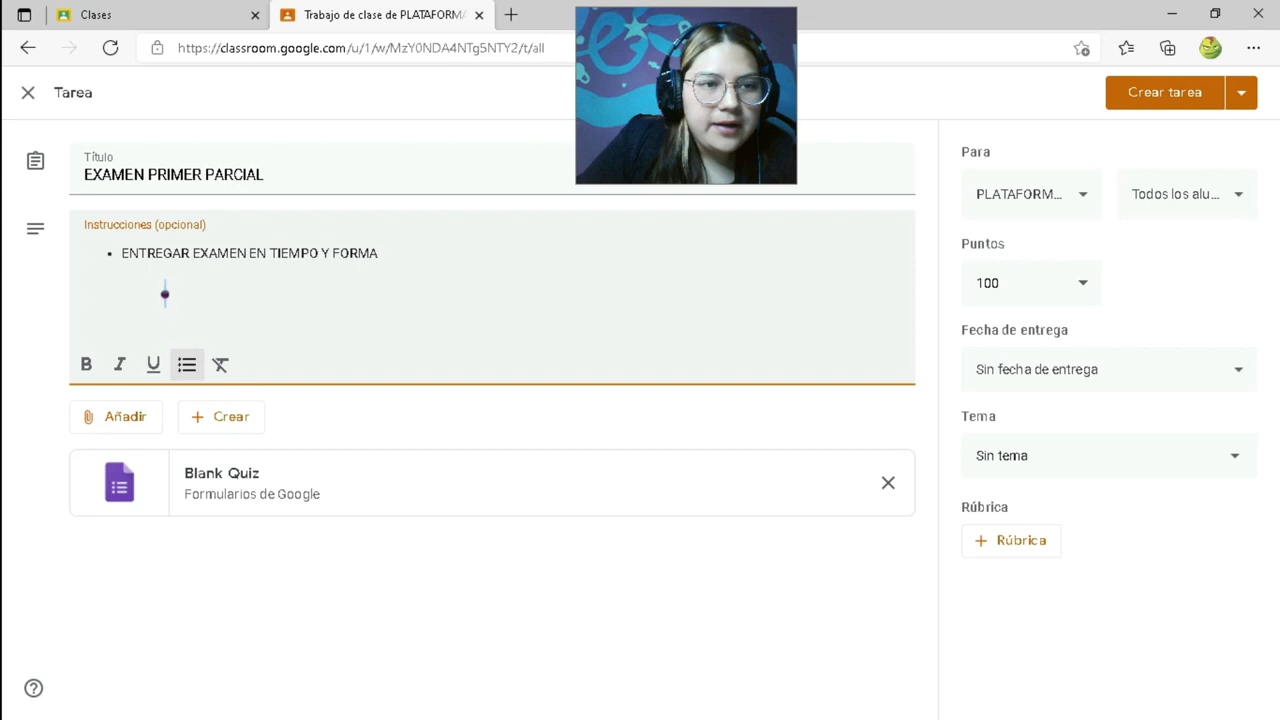 Clases
Trabajo de clase de PLATAFORMA
https://classroom.google.com/u/1/w/MzY0NDA4NTg5NTY2/t/all
Tarea
Crear tarea
Título
EXAMEN PRIMER PARCIAL
Instrucciones (opcional)
• ENTREGAR EXAMEN EN TIEMPO Y FORMA
B I U
Añadir
Crear
Blank Quiz
Formularios de Google
Para
PLATAFORM...
Todos los alu...
Puntos
100
Fecha de entrega
Sin fecha de entrega
Tema
Sin tema
Rúbrica
Rúbrica